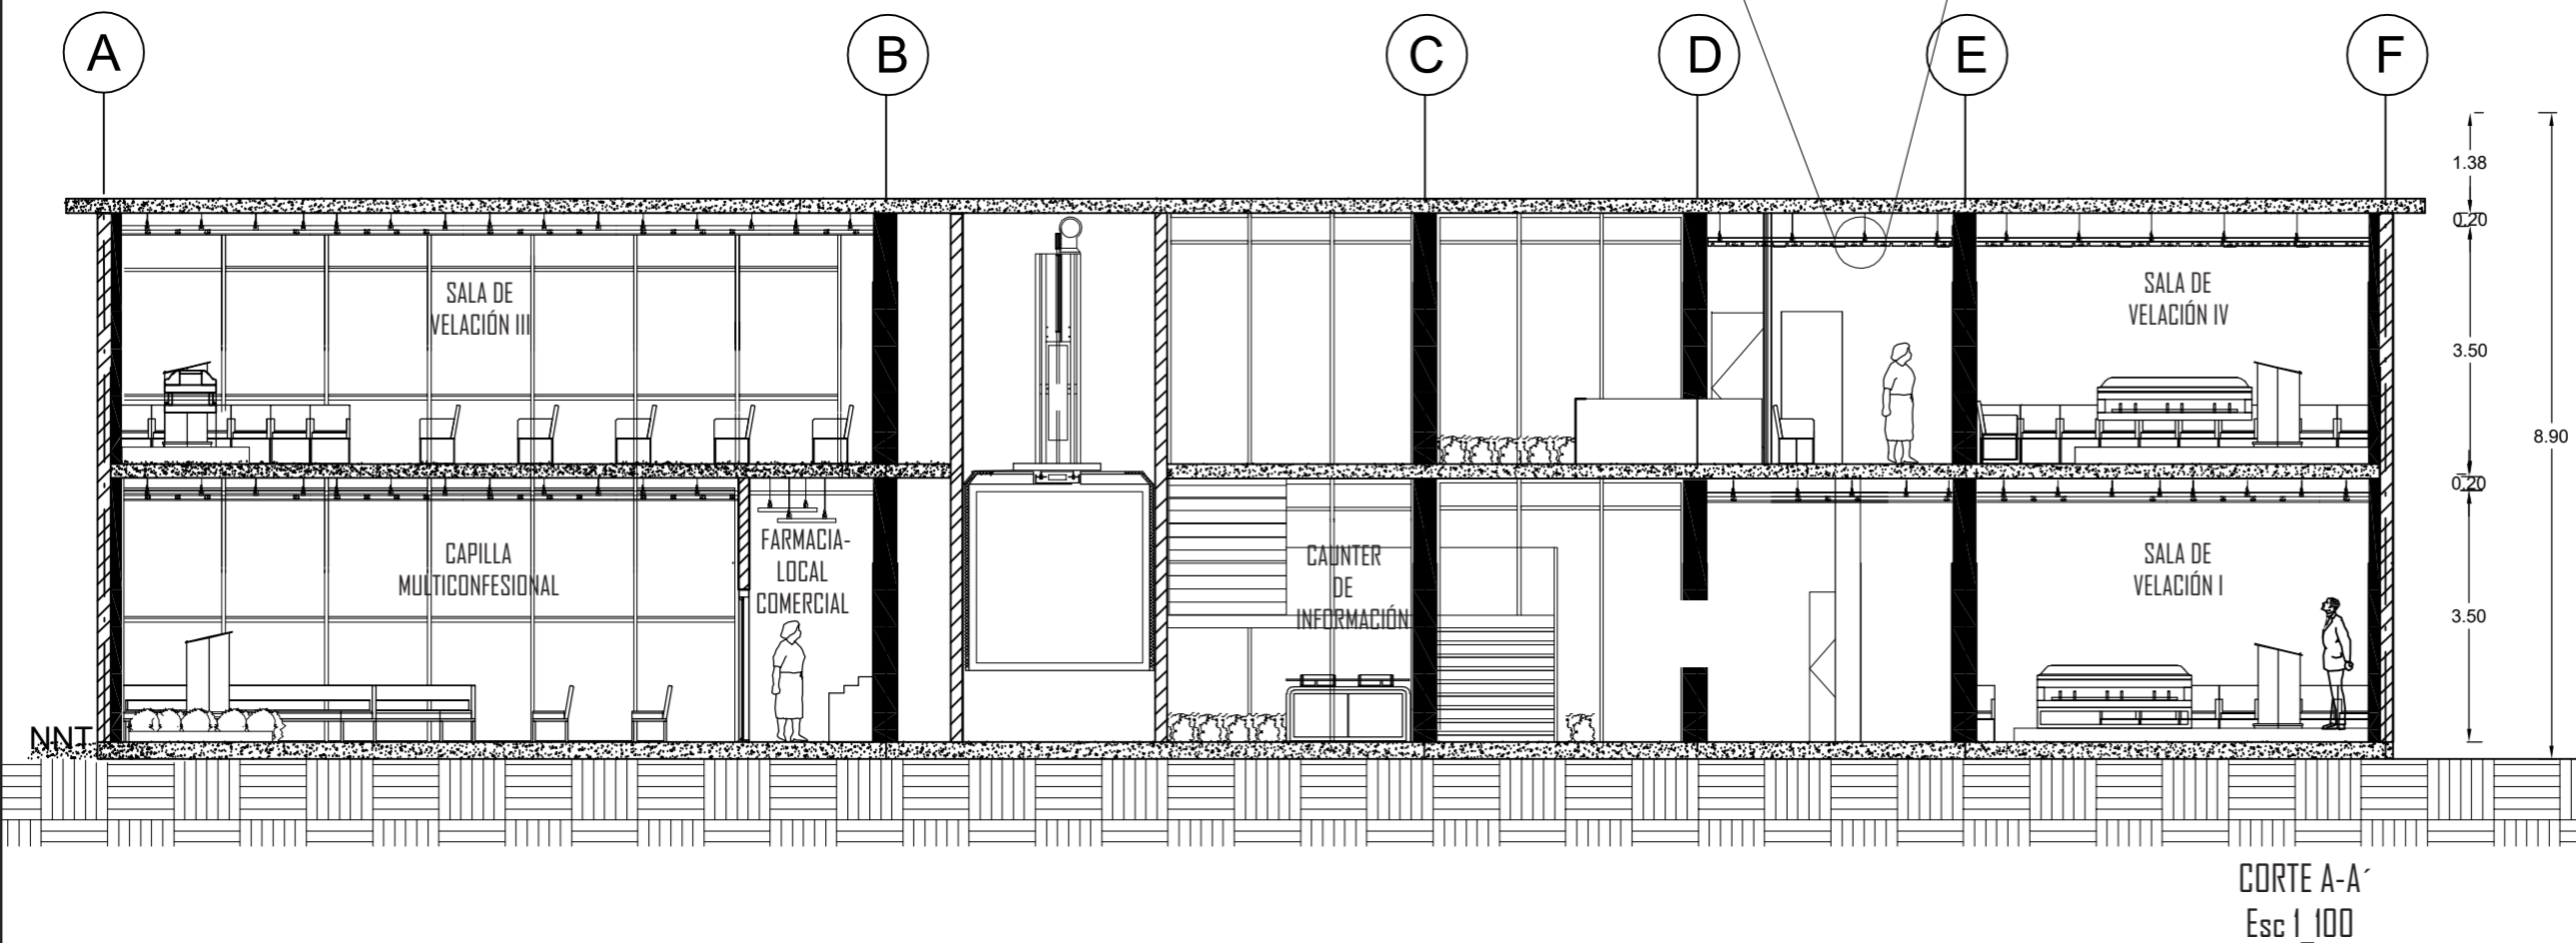 A
B
C
D
E
F
1.38
0.20
SALA DE
VELACIÓN III
SALA DE
VELACIÓN IV
3.50
8.90
0.20
CAPILLA
MULTICONFESIONAL
FARMACIA-
LOCAL
COMERCIAL
CAUNTER
DE
INFORMACIÓN
SALA DE
VELACIÓN I
3.50
NNT
CORTE A-A´
Esc 1_100